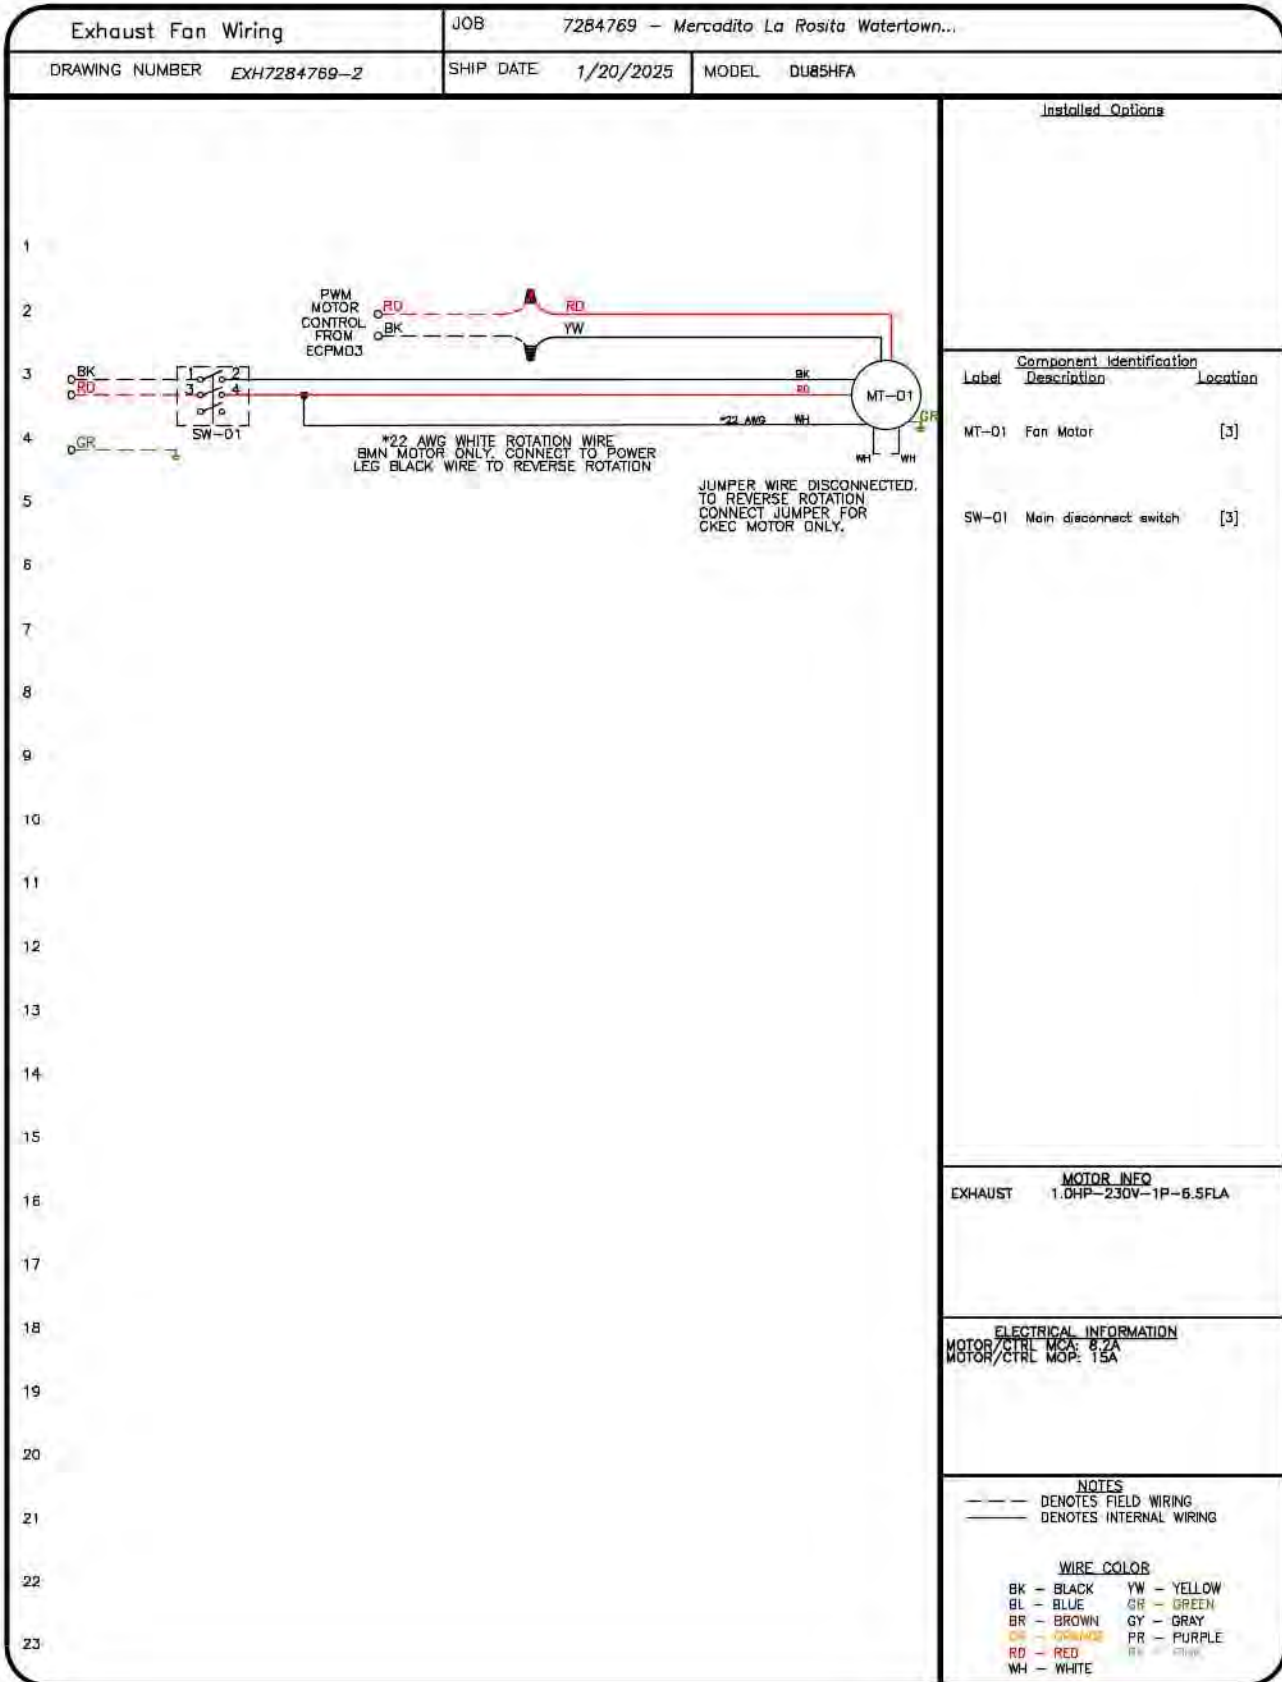 Exhaust Fan Wiring
JOB 7284769 – Mercadito La Rosita Watertown...
DRAWING NUMBER EXH7284769–2
SHIP DATE 1/20/2025
MODEL DU85HFA
1
2
3
4
5
6
7
8
9
10
11
12
13
14
15
16
17
18
19
20
21
22
23
PWM
MOTOR
CONTROL
FROM
ECPM03
RD
BK
RD
YW
BK
RD
1 2
3 4
SW–01
GR
BK
RD
*22 AWG WH
MT–01
GR
WH WH
*22 AWG WHITE ROTATION WIRE
BMN MOTOR ONLY. CONNECT TO POWER
LEG BLACK WIRE TO REVERSE ROTATION
JUMPER WIRE DISCONNECTED.
TO REVERSE ROTATION
CONNECT JUMPER FOR
CKEC MOTOR ONLY.
Installed Options
Component Identification
Label Description Location
MT–01 Fan Motor [3]
SW–01 Main disconnect switch [3]
MOTOR INFO
EXHAUST 1.0HP–230V–1P–6.5FLA
ELECTRICAL INFORMATION
MOTOR/CTRL MCA: 8.2A
MOTOR/CTRL MOP: 15A
NOTES
DENOTES FIELD WIRING
DENOTES INTERNAL WIRING
WIRE COLOR
BK – BLACK YW – YELLOW
BL – BLUE GR – GREEN
BR – BROWN GY – GRAY
OR – ORANGE PR – PURPLE
RD – RED PK – PINK
WH – WHITE